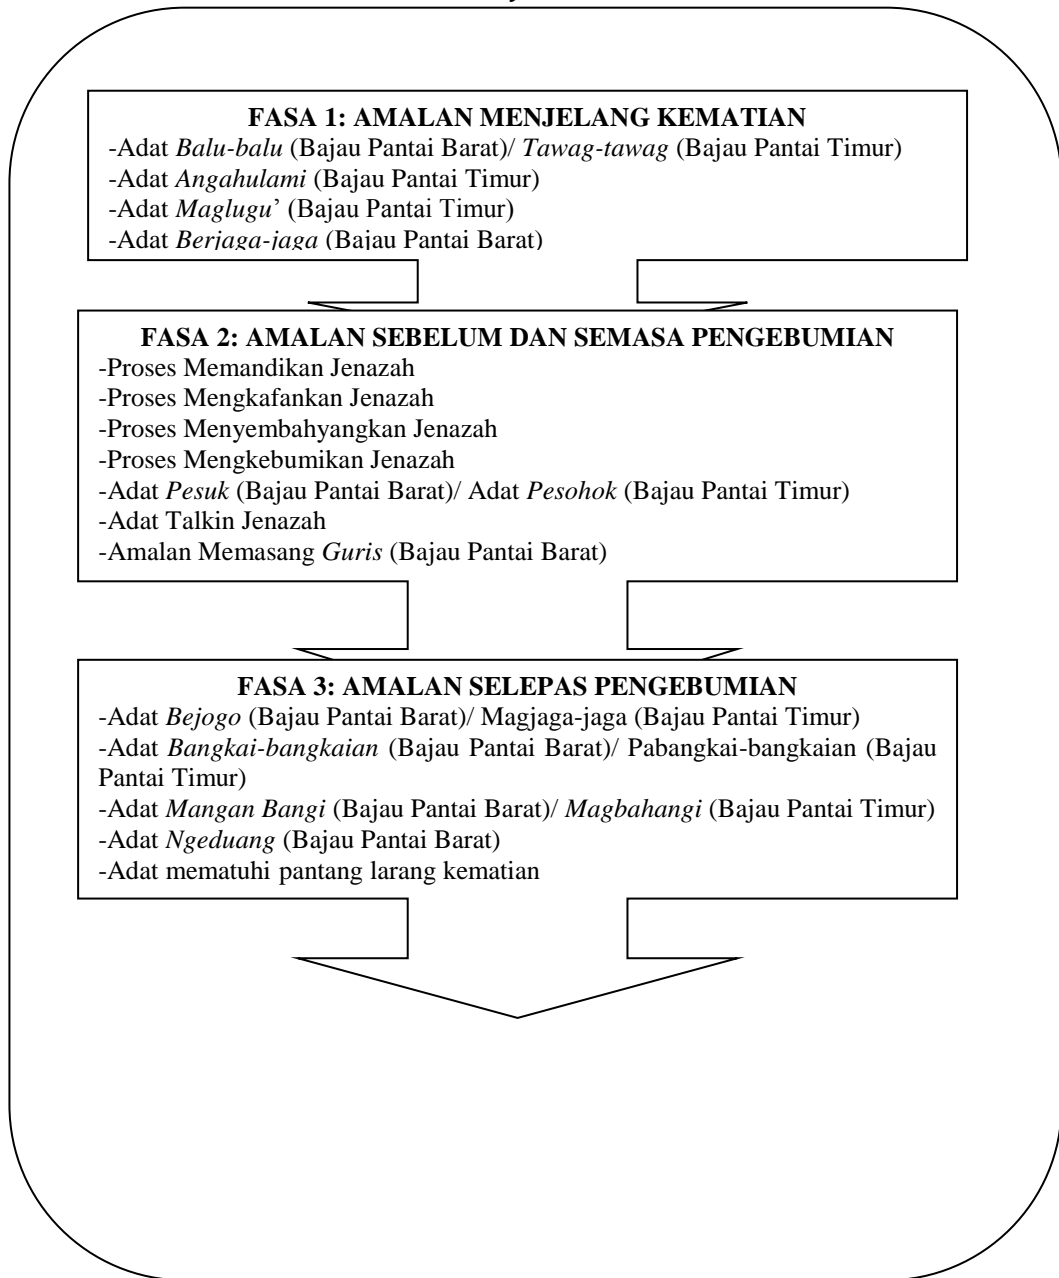 FASA 1: AMALAN MENJELANG KEMATIAN
-Adat Balu-balu (Bajau Pantai Barat)/ Tawag-tawag (Bajau Pantai Timur)
-Adat Angahulami (Bajau Pantai Timur)
-Adat Maglugu’ (Bajau Pantai Timur)
-Adat Berjaga-jaga (Bajau Pantai Barat)
FASA 2: AMALAN SEBELUM DAN SEMASA PENGEBUMIAN
-Proses Memandikan Jenazah
-Proses Mengkafankan Jenazah
-Proses Menyembahyangkan Jenazah
-Proses Mengkebumikan Jenazah
-Adat Pesuk (Bajau Pantai Barat)/ Adat Pesohok (Bajau Pantai Timur)
-Adat Talkin Jenazah
-Amalan Memasang Guris (Bajau Pantai Barat)
FASA 3: AMALAN SELEPAS PENGEBUMIAN
-Adat Bejogo (Bajau Pantai Barat)/ Magjaga-jaga (Bajau Pantai Timur)
-Adat Bangkai-bangkaian (Bajau Pantai Barat)/ Pabangkai-bangkaian (Bajau
Pantai Timur)
-Adat Mangan Bangi (Bajau Pantai Barat)/ Magbahangi (Bajau Pantai Timur)
-Adat Ngeduang (Bajau Pantai Barat)
-Adat mematuhi pantang larang kematian